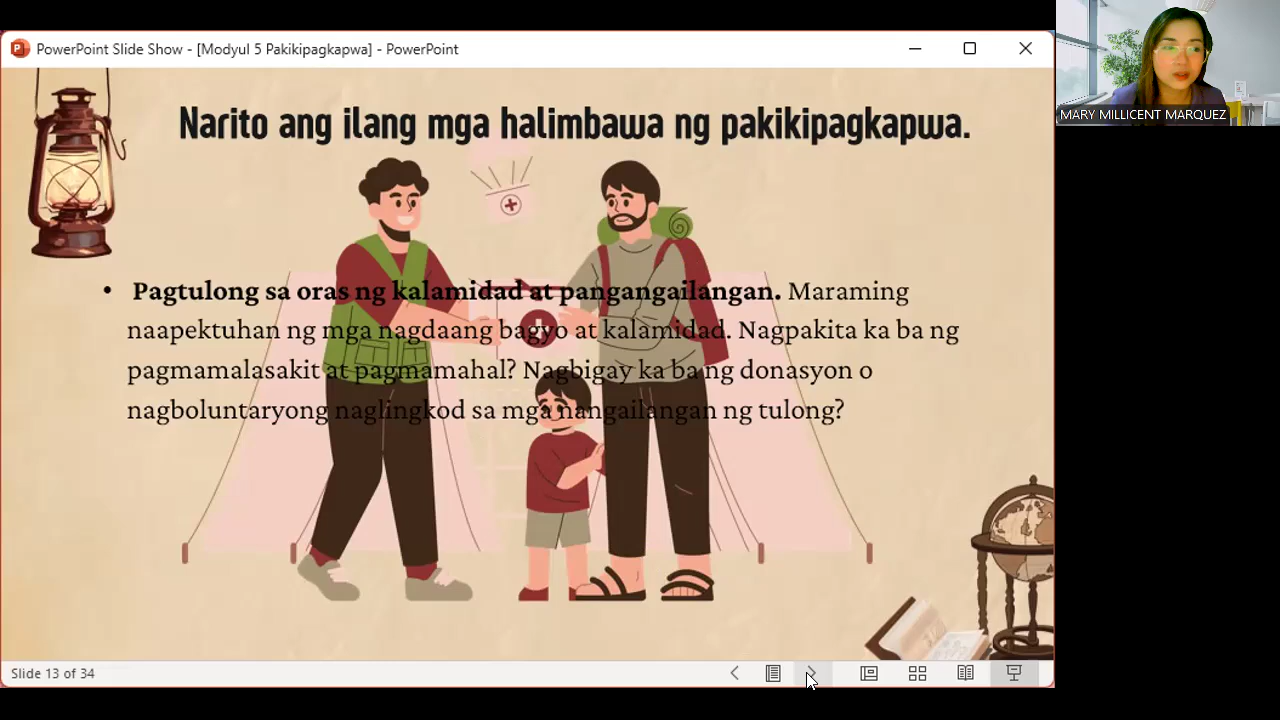 PowerPoint Slide Show - [Modyul 5 Pakikipagkapwa] - PowerPoint
MARY MILLICENT MARQUEZ
Narito ang ilang mga halimbawa ng pakikipagkapwa.
• Pagtulong sa oras ng kalamidad at pangangailangan. Maraming
naapektuhan ng mga nagdaang bagyo at kalamidad. Nagpakita ka ba ng
pagmamalasakit at pagmamahal? Nagbigay ka ba ng donasyon o
nagboluntaryong naglingkod sa mga nangailangan ng tulong?
Slide 13 of 34